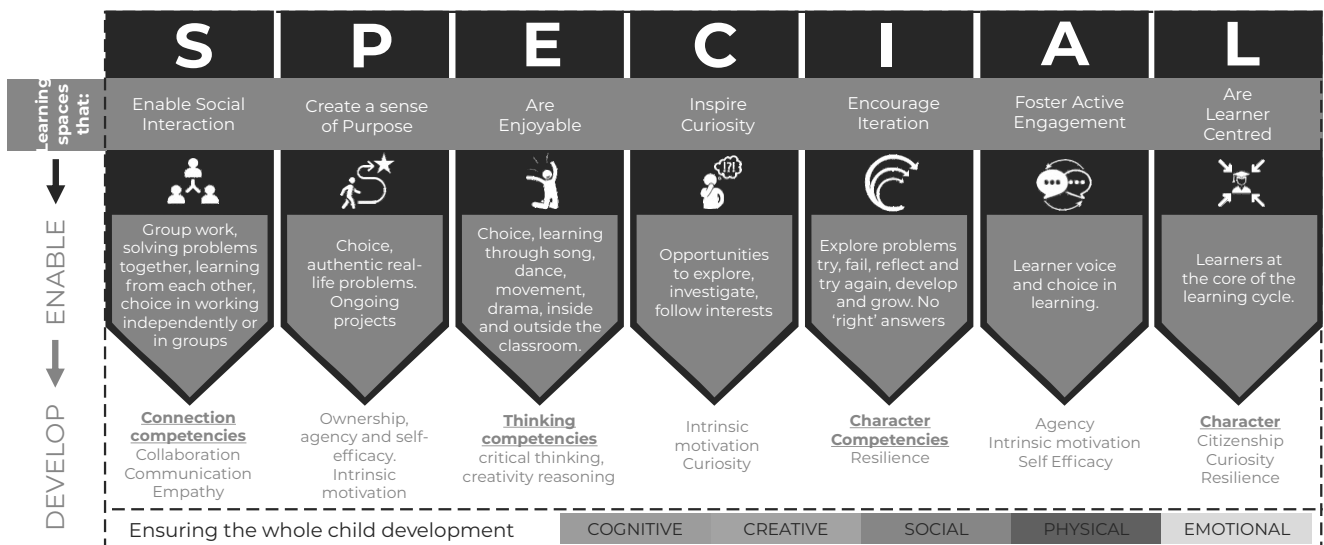 S
P
E
C
I
A
L
Learning
spaces
that:
Enable Social
Interaction
Create a sense
of Purpose
Are
Enjoyable
Inspire
Curiosity
Encourage
Iteration
Foster Active
Engagement
Are
Learner
Centred
!?!
ENABLE
Group work,
solving problems
together, learning
from each other,
choice in working
independently or
in groups
Choice,
authentic real-
life problems.
Ongoing
projects
Choice, learning
through song,
dance,
movement,
drama, inside
and outside the
classroom.
Opportunities
to explore,
investigate,
follow interests
Explore problems
try, fail, reflect and
try again, develop
and grow. No
‘right’ answers
Learner voice
and choice in
learning.
Learners at
the core of the
learning cycle.
DEVELOP
Connection
competencies
Collaboration
Communication
Empathy
Ownership,
agency and self-
efficacy.
Intrinsic
motivation
Thinking
competencies
critical thinking,
creativity reasoning
Intrinsic
motivation
Curiosity
Character
Competencies
Resilience
Agency
Intrinsic motivation
Self Efficacy
Character
Citizenship
Curiosity
Resilience
Ensuring the whole child development
COGNITIVE
CREATIVE
SOCIAL
PHYSICAL
EMOTIONAL